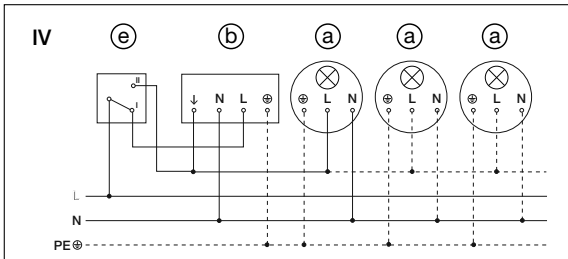 IV e b a a a
II
I
↓ N L ⏚
⏚ L N
⏚ L N
⏚ L N
L
N
PE ⏚